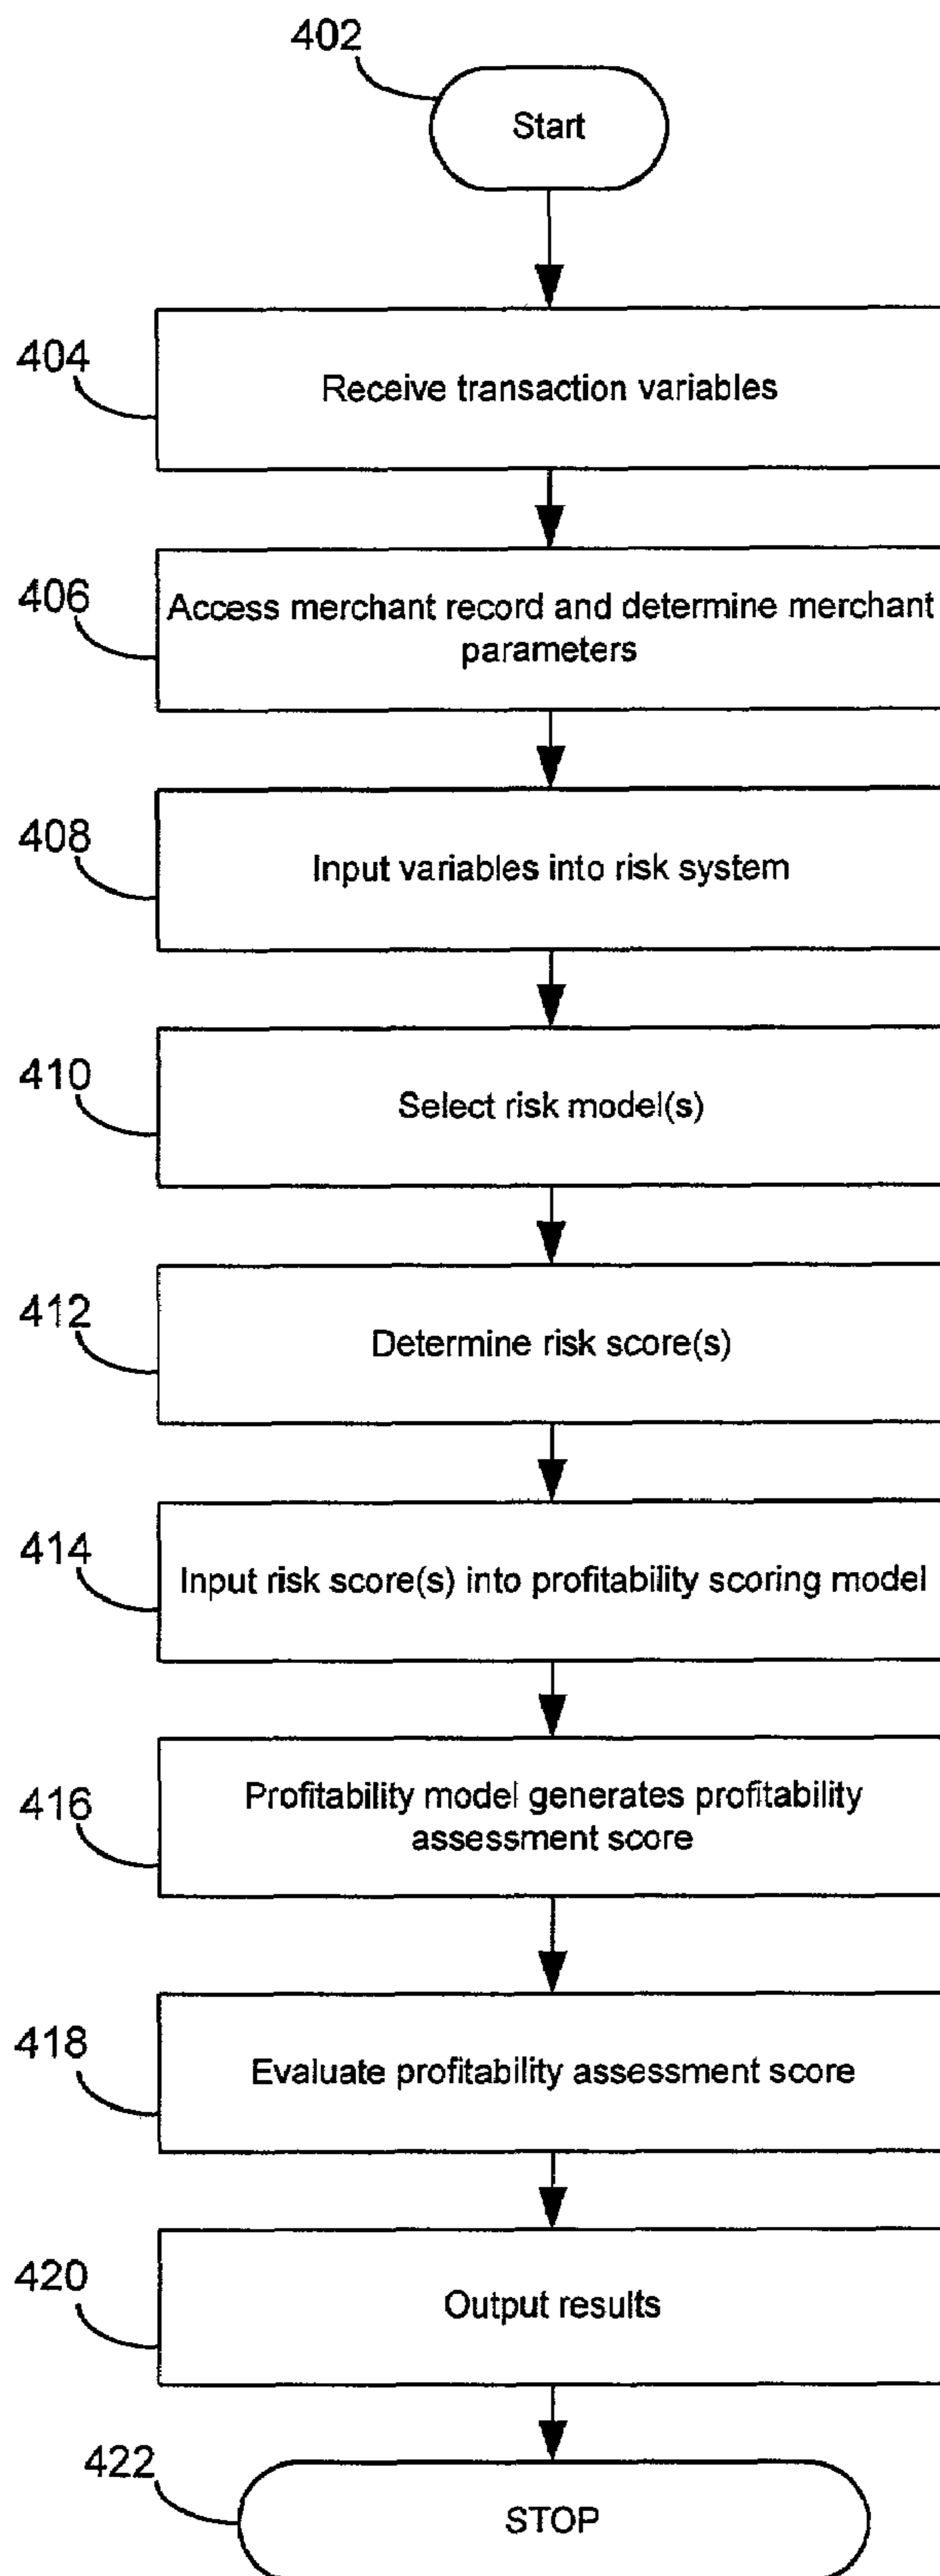 402
Start
404
Receive transaction variables
406
Access merchant record and determine merchant
parameters
408
Input variables into risk system
410
Select risk model(s)
412
Determine risk score(s)
414
Input risk score(s) into profitability scoring model
416
Profitability model generates profitability
assessment score
418
Evaluate profitability assessment score
420
Output results
422
STOP